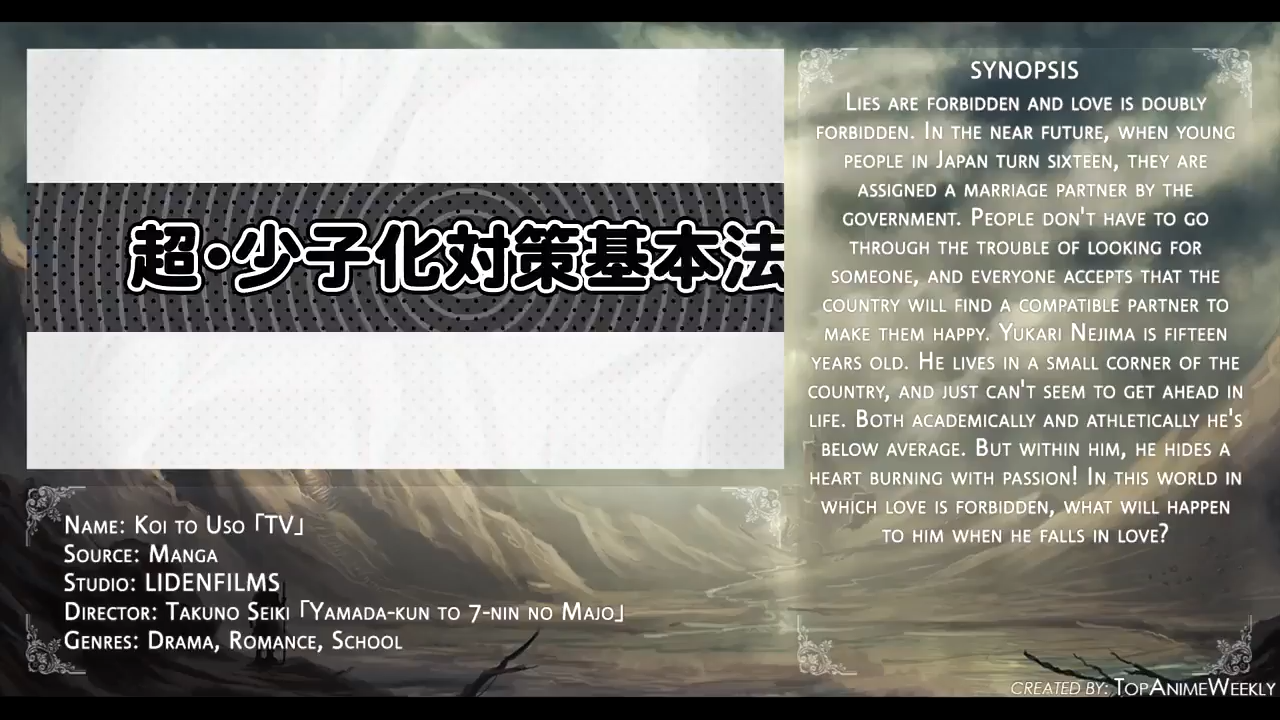 超・少子化対策基本法
SYNOPSIS
LIES ARE FORBIDDEN AND LOVE IS DOUBLY
FORBIDDEN. IN THE NEAR FUTURE, WHEN YOUNG
PEOPLE IN JAPAN TURN SIXTEEN, THEY ARE
ASSIGNED A MARRIAGE PARTNER BY THE
GOVERNMENT. PEOPLE DON'T HAVE TO GO
THROUGH THE TROUBLE OF LOOKING FOR
SOMEONE, AND EVERYONE ACCEPTS THAT THE
COUNTRY WILL FIND A COMPATIBLE PARTNER TO
MAKE THEM HAPPY. YUKARI NEJIMA IS FIFTEEN
YEARS OLD. HE LIVES IN A SMALL CORNER OF THE
COUNTRY, AND JUST CAN'T SEEM TO GET AHEAD IN
LIFE. BOTH ACADEMICALLY AND ATHLETICALLY HE'S
BELOW AVERAGE. BUT WITHIN HIM, HE HIDES A
HEART BURNING WITH PASSION! IN THIS WORLD IN
WHICH LOVE IS FORBIDDEN, WHAT WILL HAPPEN
TO HIM WHEN HE FALLS IN LOVE?
NAME: KOI TO USO「TV」
SOURCE: MANGA
STUDIO: LIDENFILMS
DIRECTOR: TAKUNO SEIKI「YAMADA-KUN TO 7-NIN NO MAJO」
GENRES: DRAMA, ROMANCE, SCHOOL
CREATED BY: TOPANIMEWEEKLY